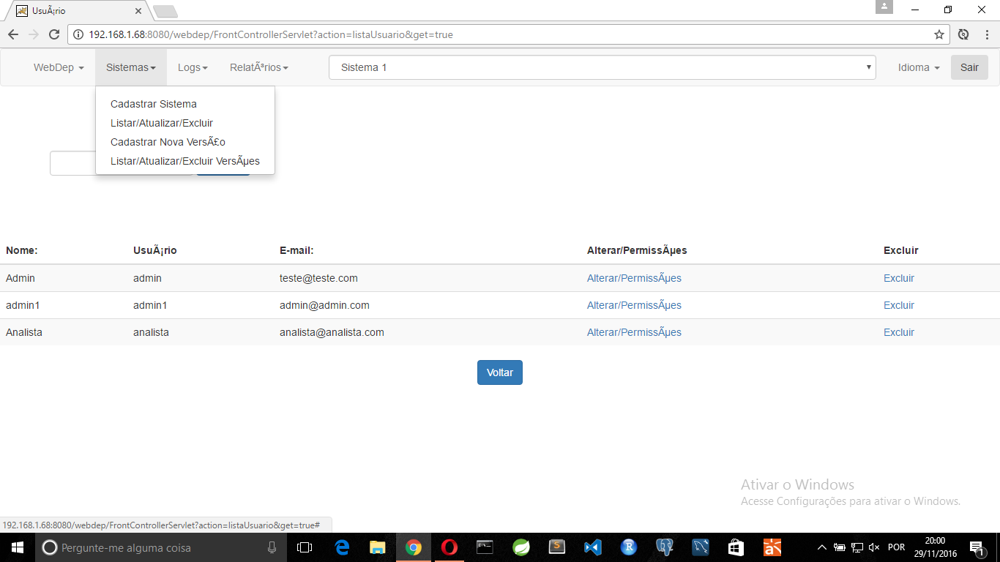 UsuÃ¡rio
192.168.1.68:8080/webdep/FrontControllerServlet?action=listaUsuario&get=true
WebDep Sistemas Logs RelatÃ³rios Sistema 1 Idioma Sair
Cadastrar Sistema
Listar/Atualizar/Excluir
Cadastrar Nova VersÃ£o
Listar/Atualizar/Excluir VersÃµes
Nome: UsuÃ¡rio E-mail: Alterar/PermissÃµes Excluir
Admin admin teste@teste.com Alterar/PermissÃµes Excluir
admin1 admin1 admin@admin.com Alterar/PermissÃµes Excluir
Analista analista analista@analista.com Alterar/PermissÃµes Excluir
Voltar
Ativar o Windows
Acesse Configurações para ativar o Windows.
192.168.1.68:8080/webdep/FrontControllerServlet?action=listaUsuario&get=true#
Pergunte-me alguma coisa POR 20:00
29/11/2016 1